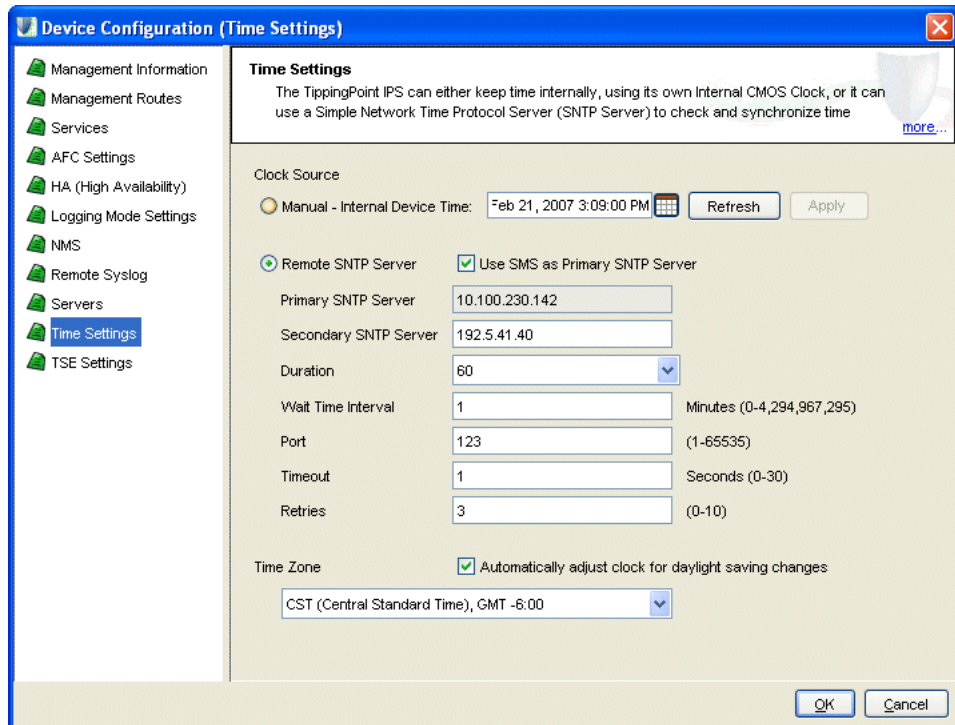 Device Configuration (Time Settings)
Management Information
Management Routes
Services
AFC Settings
HA (High Availability)
Logging Mode Settings
NMS
Remote Syslog
Servers
Time Settings
TSE Settings
Time Settings
The TippingPoint IPS can either keep time internally, using its own Internal CMOS Clock, or it can
use a Simple Network Time Protocol Server (SNTP Server) to check and synchronize time
more...
Clock Source
Manual - Internal Device Time: Feb 21, 2007 3:09:00 PM Refresh Apply
Remote SNTP Server Use SMS as Primary SNTP Server
Primary SNTP Server 10.100.230.142
Secondary SNTP Server 192.5.41.40
Duration 60
Wait Time Interval 1 Minutes (0-4,294,967,295)
Port 123 (1-65535)
Timeout 1 Seconds (0-30)
Retries 3 (0-10)
Time Zone Automatically adjust clock for daylight saving changes
CST (Central Standard Time), GMT -6:00
OK Cancel